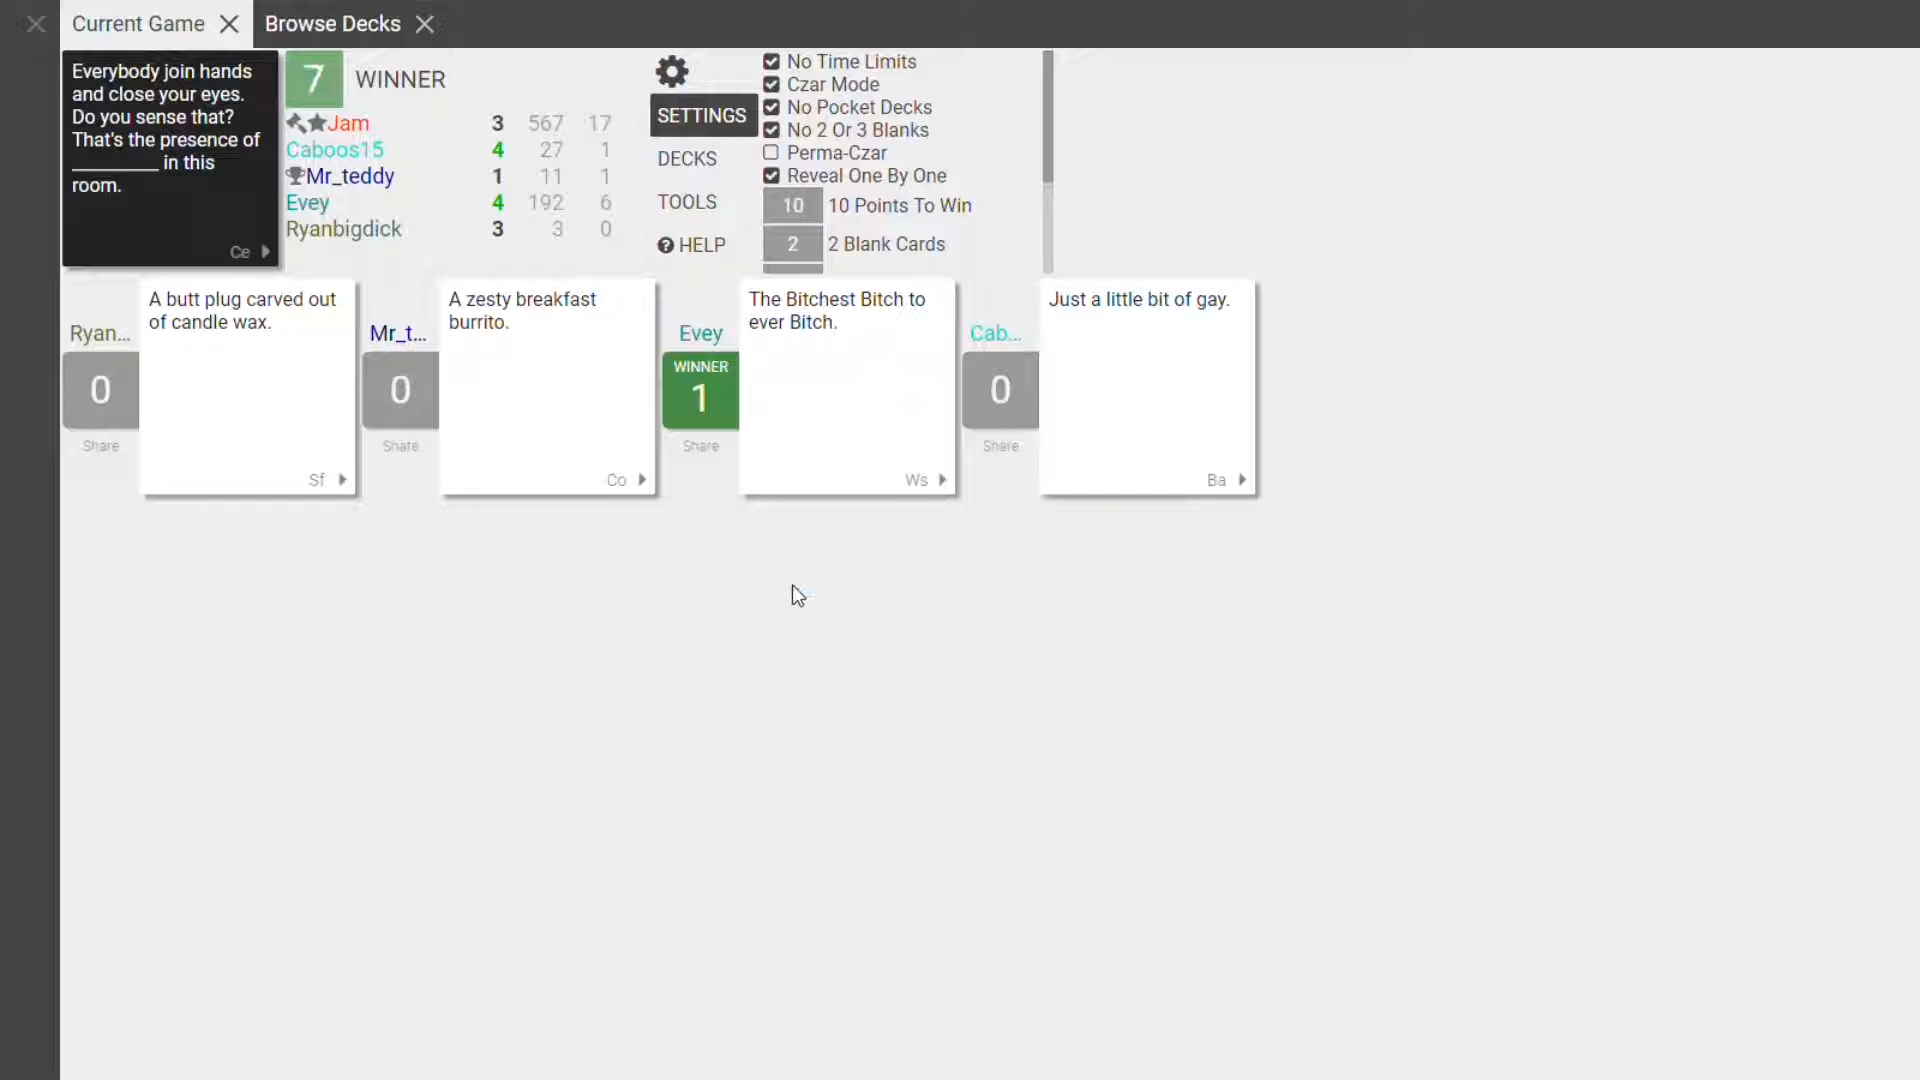 Current Game
Browse Decks
Everybody join hands
and close your eyes.
Do you sense that?
That's the presence of
_________ in this
room.
Ce
7 WINNER
Jam 3 567 17
Caboos15 4 27 1
Mr_teddy 1 11 1
Evey 4 192 6
Ryanbigdick 3 3 0
SETTINGS
DECKS
TOOLS
HELP
No Time Limits
Czar Mode
No Pocket Decks
No 2 Or 3 Blanks
Perma-Czar
Reveal One By One
10 10 Points To Win
2 2 Blank Cards
Ryan...
0
Share
A butt plug carved out
of candle wax.
Sf
Mr_t...
0
Share
A zesty breakfast
burrito.
Co
Evey
WINNER
1
Share
The Bitchest Bitch to
ever Bitch.
Ws
Cab...
0
Share
Just a little bit of gay.
Ba